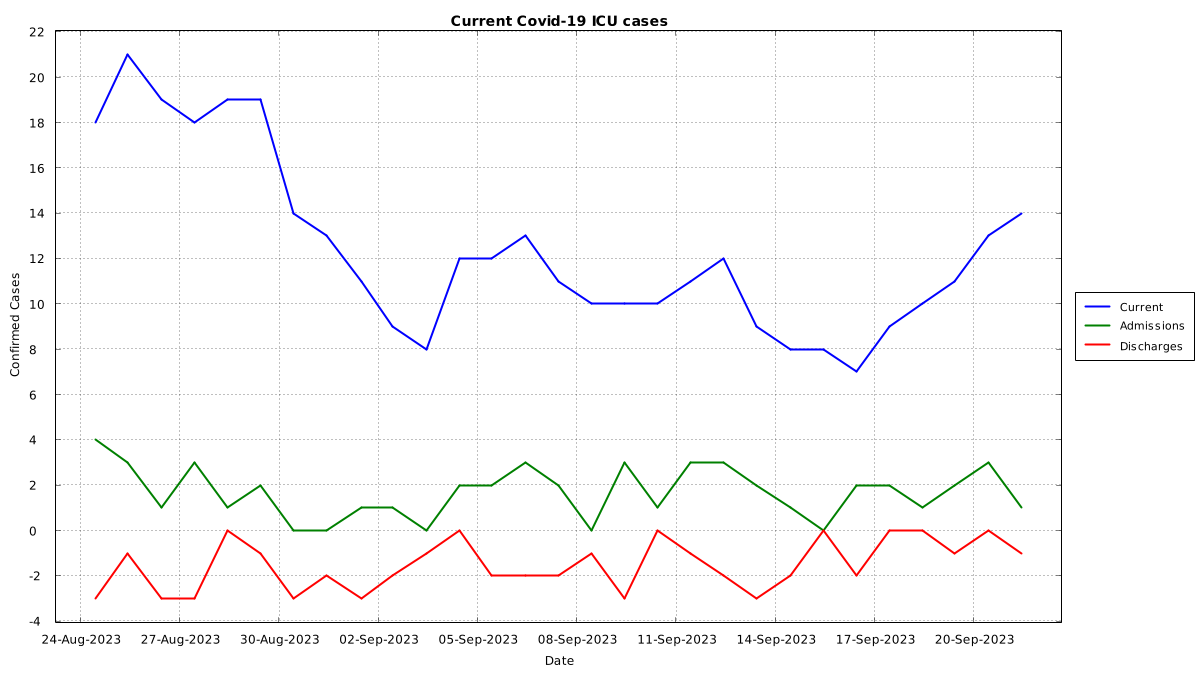 Current Covid-19 ICU cases
22
20
18
16
14
12
10
8
6
4
2
0
-2
-4
Confirmed Cases
24-Aug-2023 27-Aug-2023 30-Aug-2023 02-Sep-2023 05-Sep-2023 08-Sep-2023 11-Sep-2023 14-Sep-2023 17-Sep-2023 20-Sep-2023
Date
Current
Admissions
Discharges